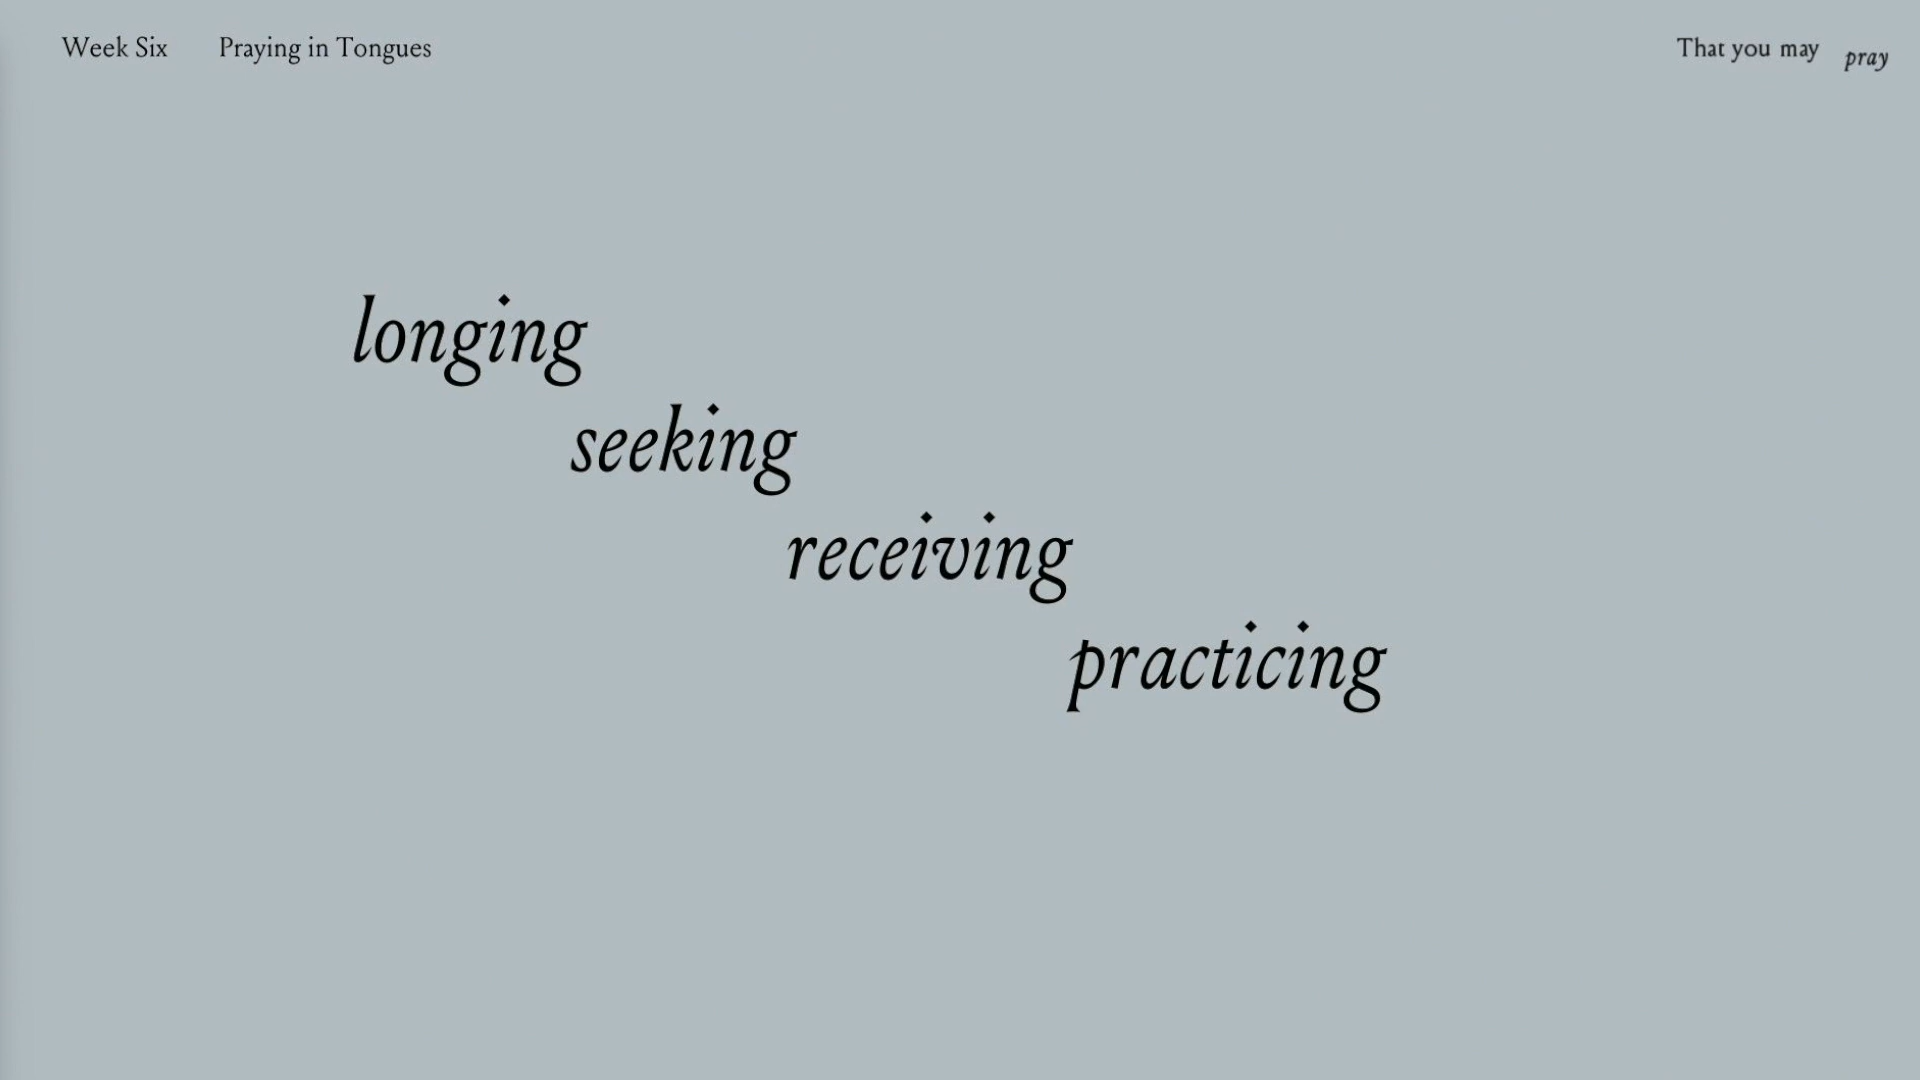 Week Six Praying in Tongues That you may pray
longing
seeking
receiving
practicing